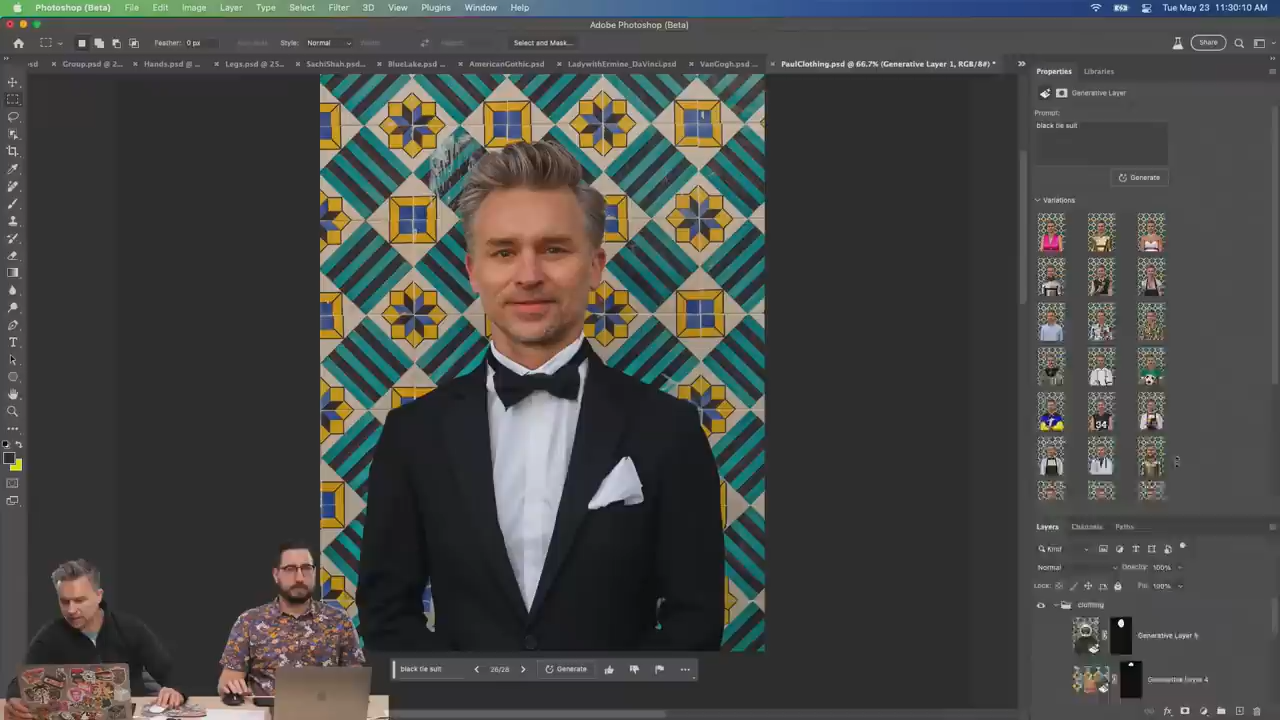 Photoshop (Beta) File Edit Image Layer Type Select Filter 3D View Plugins Window Help Tue May 23 11:30:10 AM
Adobe Photoshop (Beta)
Feather: 0 px Style: Normal Select and Mask... Share
Group.psd @ 2... Hands.psd @ ... Legs.psd @ 25... SachiShah.psd... BlueLake.psd ... AmericanGothic.psd LadywithErmine_DaVinci.psd VanGogh.psd ... PaulClothing.psd @ 66.7% (Generative Layer 1, RGB/8#) *
Properties Libraries
Generative Layer
Prompt:
black tie suit
Generate
Variations
94
Layers Channels Paths
Kind
Normal Opacity: 100%
Lock: Fill: 100%
clothing
Generative Layer
Generative Layer 4
black tie suit 26/28 Generate